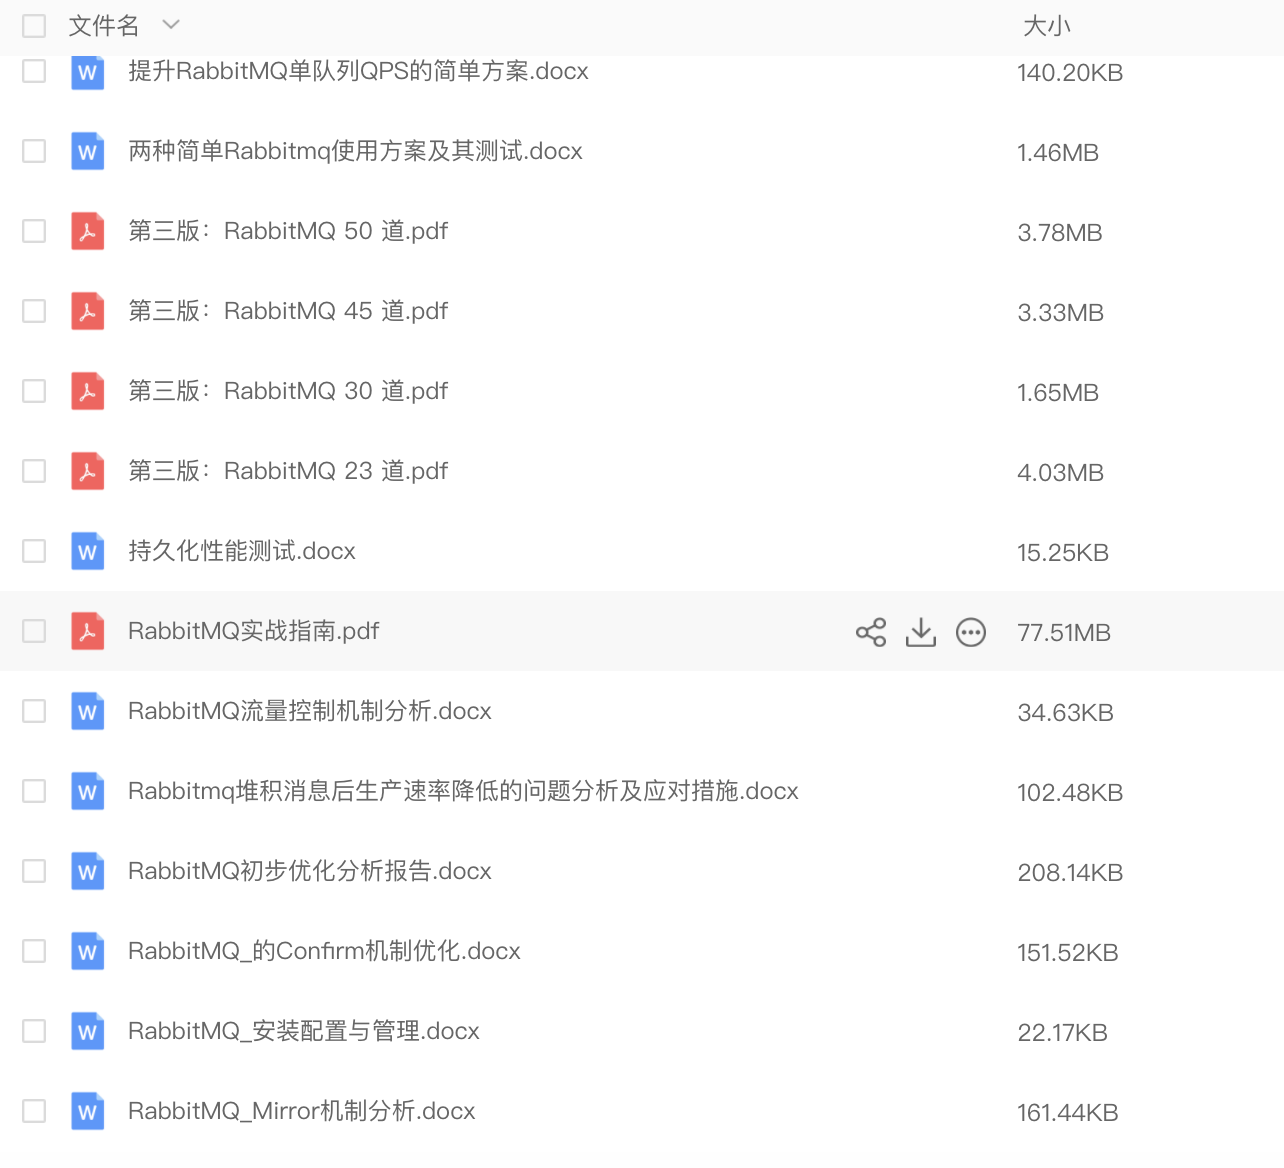 文件名 大小
提升RabbitMQ单队列QPS的简单方案.docx 140.20KB
两种简单Rabbitmq使用方案及其测试.docx 1.46MB
第三版：RabbitMQ 50 道.pdf 3.78MB
第三版：RabbitMQ 45 道.pdf 3.33MB
第三版：RabbitMQ 30 道.pdf 1.65MB
第三版：RabbitMQ 23 道.pdf 4.03MB
持久化性能测试.docx 15.25KB
RabbitMQ实战指南.pdf 77.51MB
RabbitMQ流量控制机制分析.docx 34.63KB
Rabbitmq堆积消息后生产速率降低的问题分析及应对措施.docx 102.48KB
RabbitMQ初步优化分析报告.docx 208.14KB
RabbitMQ_的Confirm机制优化.docx 151.52KB
RabbitMQ_安装配置与管理.docx 22.17KB
RabbitMQ_Mirror机制分析.docx 161.44KB